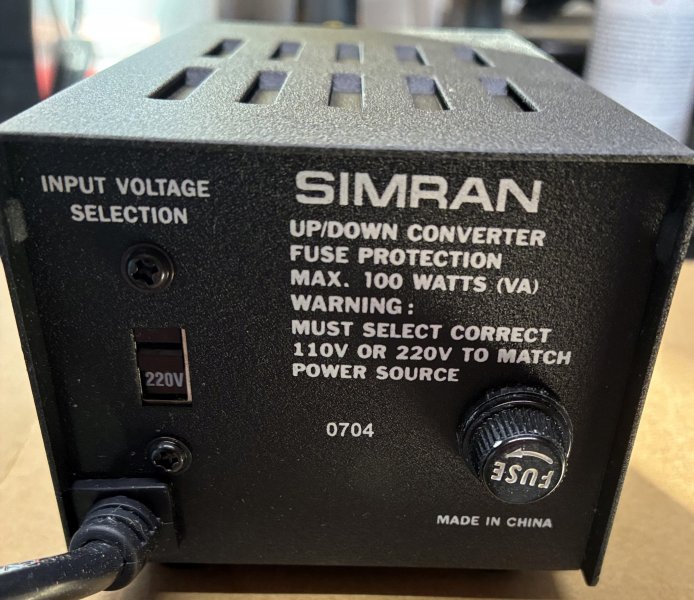 INPUT VOLTAGE
SELECTION
220V
SIMRAN
UP/DOWN CONVERTER
FUSE PROTECTION
MAX. 100 WATTS (VA)
WARNING:
MUST SELECT CORRECT
110V OR 220V TO MATCH
POWER SOURCE
0704
FUSE
MADE IN CHINA